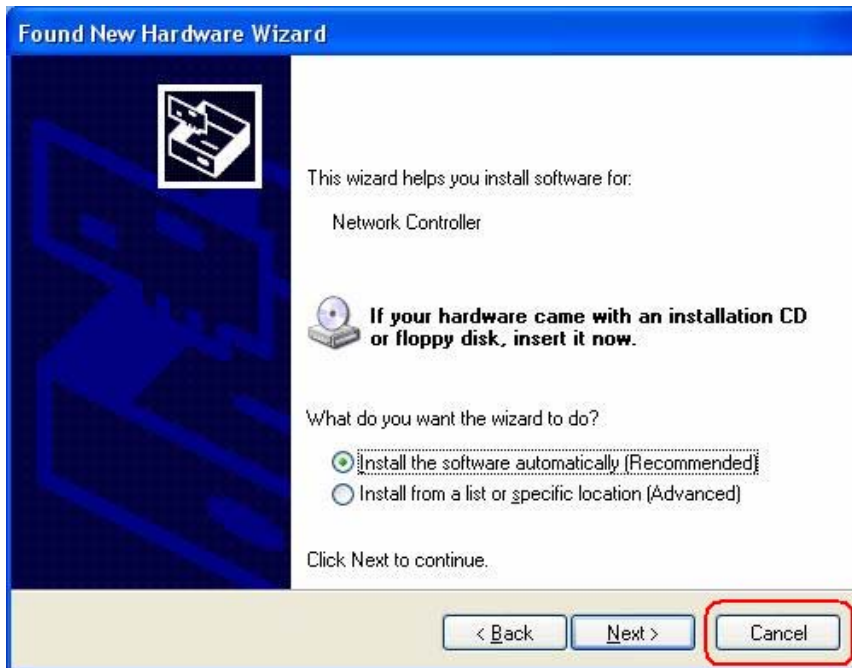 Found New Hardware Wizard
This wizard helps you install software for:
Network Controller
If your hardware came with an installation CD
or floppy disk, insert it now.
What do you want the wizard to do?
Install the software automatically (Recommended)
Install from a list or specific location (Advanced)
Click Next to continue.
< Back Next > Cancel